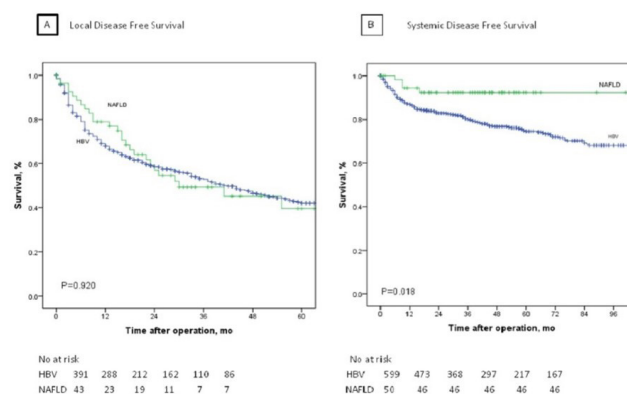 A Local Disease Free Survival
B Systemic Disease Free Survival
Survival, %
1.0
0.8
0.6
0.4
0.2
0.0
NAFLD
HBV
P=0.920
0 12 24 36 48 60
Time after operation, mo
Survival, %
1.0
0.8
0.6
0.4
0.2
0.0
NAFLD
HBV
P=0.018
0 12 24 36 48 60 72 84 96
Time after operation, mo
No at risk
HBV 391 288 212 162 110 86
NAFLD 43 23 19 11 7 7
No at risk
HBV 599 473 368 297 217 167
NAFLD 50 46 46 46 46 46